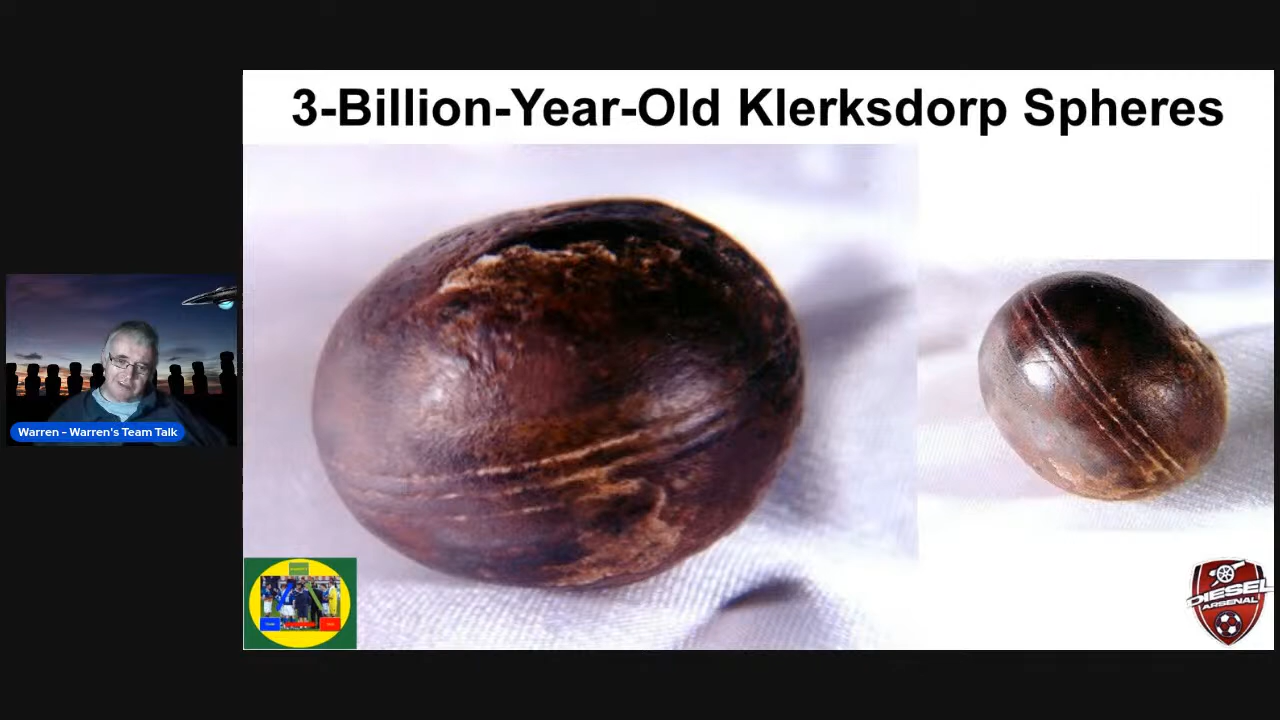 3-Billion-Year-Old Klerksdorp Spheres
Warren – Warren's Team Talk
DIESEL
ARSENAL